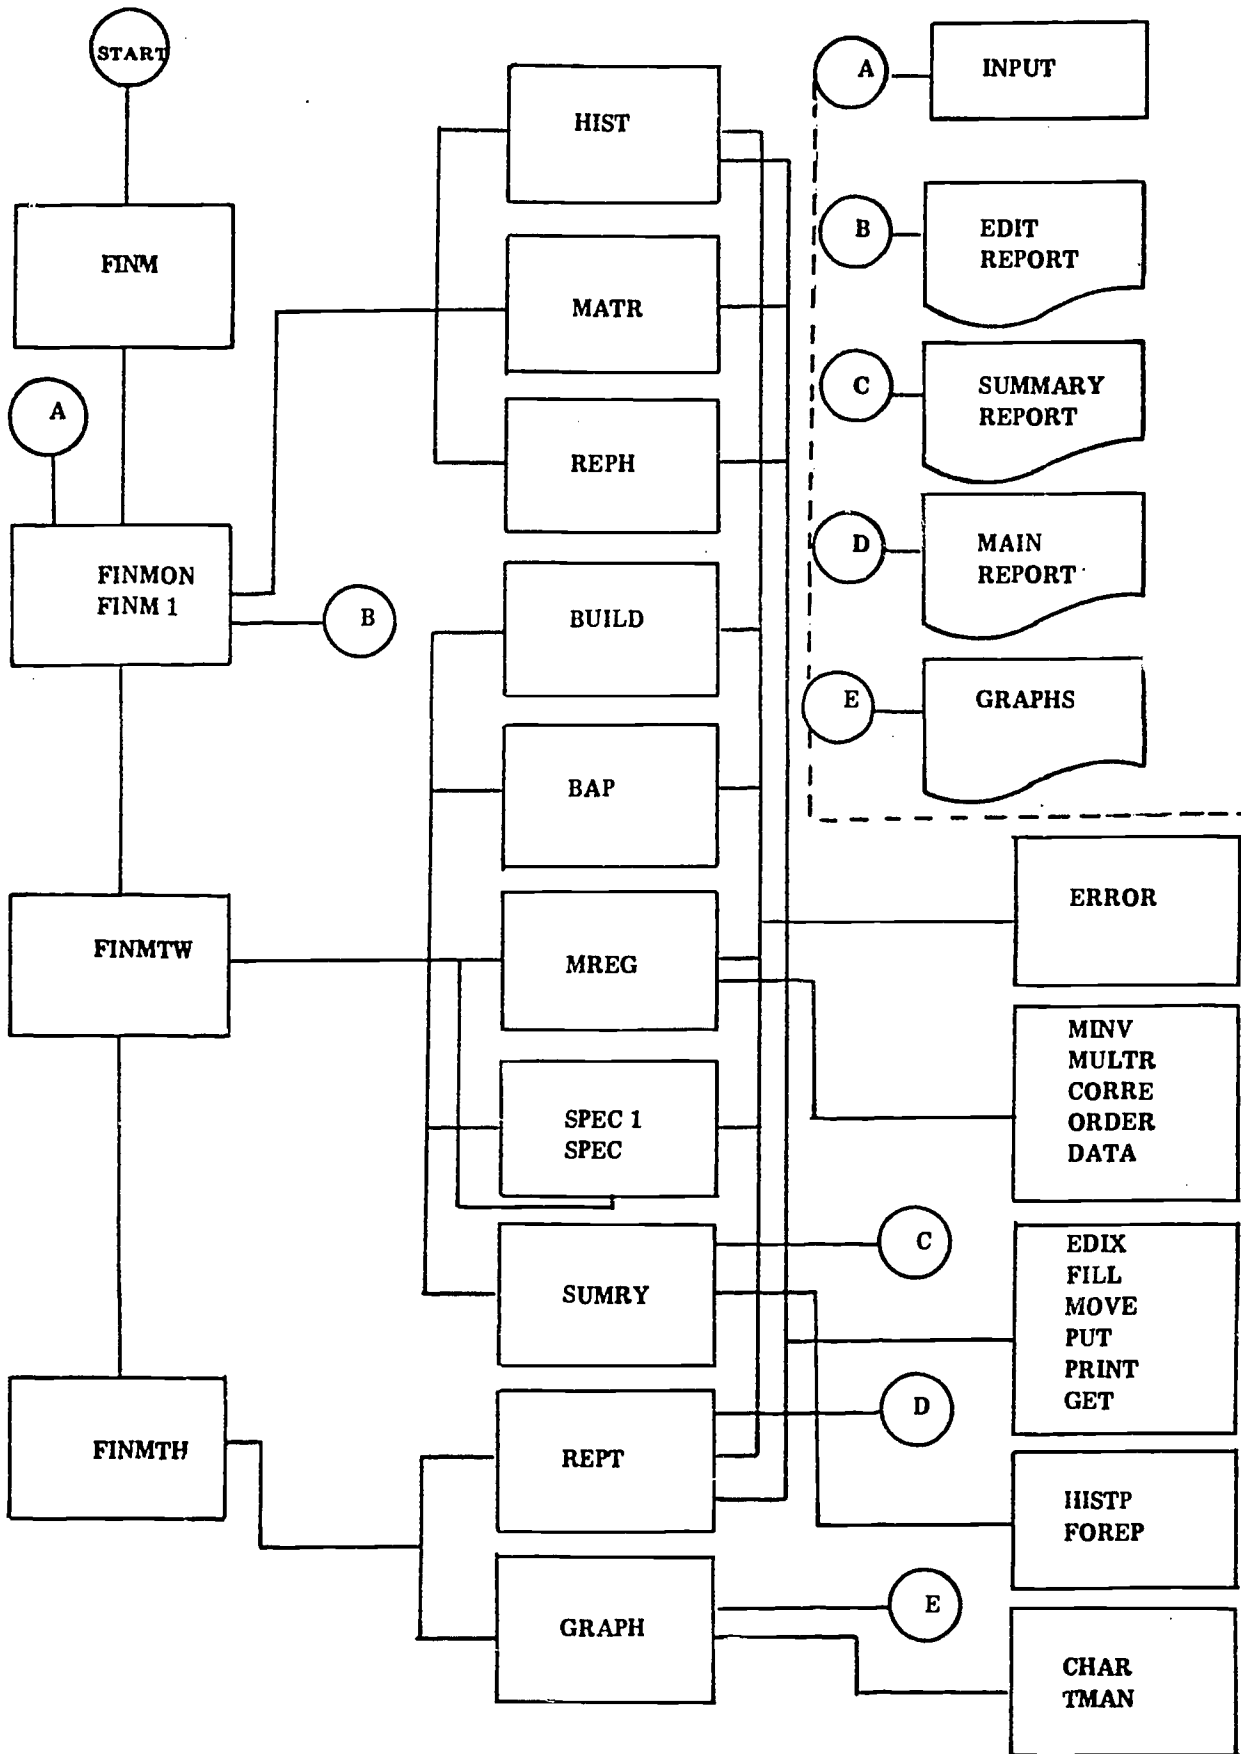 START
FINM
A
FINMON
FINM 1
B
FINMTW
FINMTH
HIST
MATR
REPH
BUILD
BAP
MREG
SPEC 1
SPEC
SUMRY
REPT
GRAPH
C
D
E
A
INPUT
B
EDIT
REPORT
C
SUMMARY
REPORT
D
MAIN
REPORT
E
GRAPHS
ERROR
MINV
MULTR
CORRE
ORDER
DATA
EDIX
FILL
MOVE
PUT
PRINT
GET
HISTP
FOREP
CHAR
TMAN